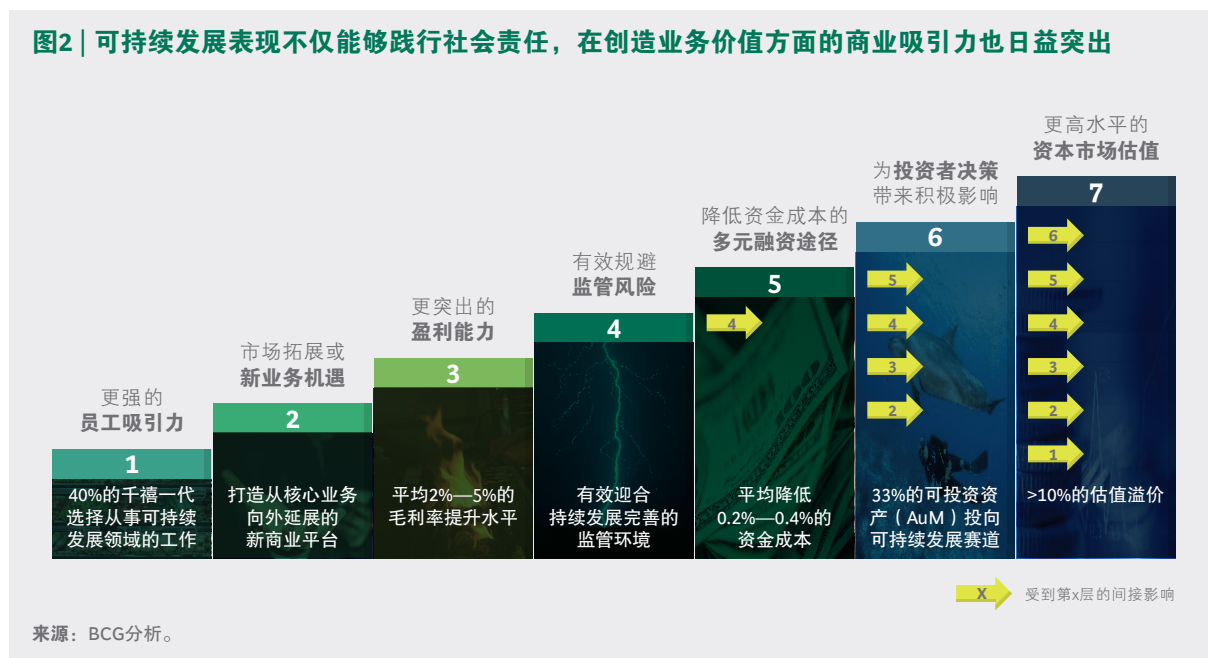 图2 | 可持续发展表现不仅能够践行社会责任，在创造业务价值方面的商业吸引力也日益突出
更强的
员工吸引力
1
40%的千禧一代
选择从事可持续
发展领域的工作
市场拓展或
新业务机遇
2
打造从核心业务
向外延展的
新商业平台
更突出的
盈利能力
3
平均2%—5%的
毛利率提升水平
有效规避
监管风险
4
有效迎合
持续发展完善的
监管环境
降低资金成本的
多元融资途径
5
4
平均降低
0.2%—0.4%的
资金成本
为投资者决策
带来积极影响
6
5
4
3
2
33%的可投资资
产（AuM）投向
可持续发展赛道
更高水平的
资本市场估值
7
6
5
4
3
2
1
>10%的估值溢价
X 受到第x层的间接影响
来源：BCG分析。